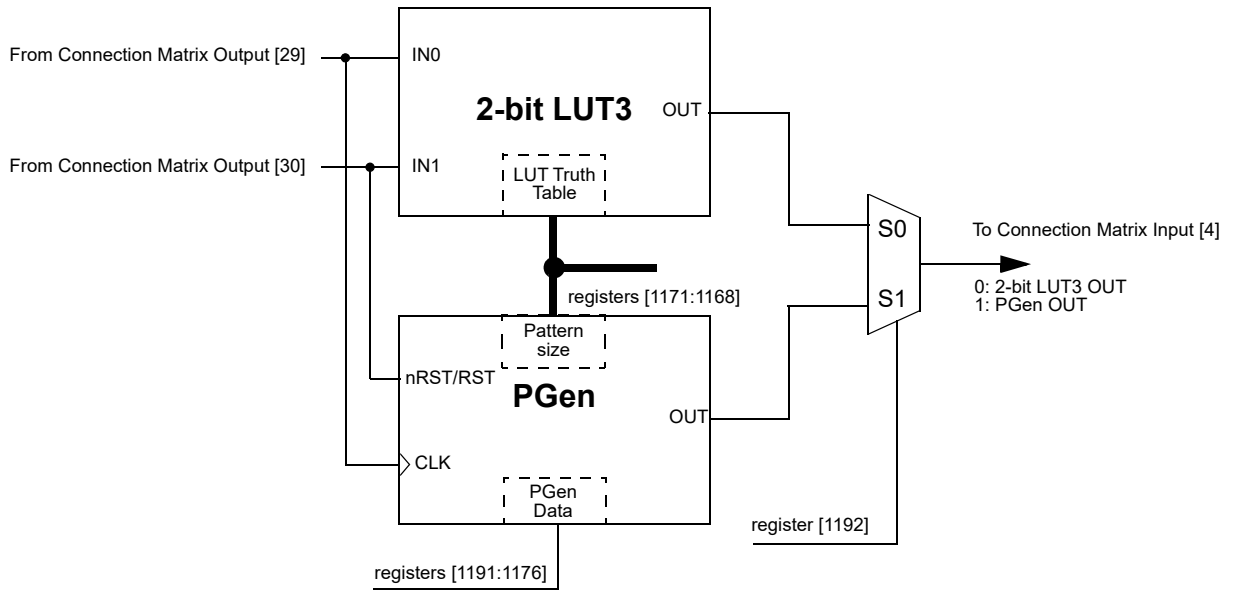 From Connection Matrix Output [29]
IN0
2-bit LUT3
OUT
From Connection Matrix Output [30]
IN1
LUT Truth
Table
S0
To Connection Matrix Input [4]
0: 2-bit LUT3 OUT
1: PGen OUT
S1
registers [1171:1168]
Pattern
size
nRST/RST
PGen
OUT
CLK
PGen
Data
register [1192]
registers [1191:1176]